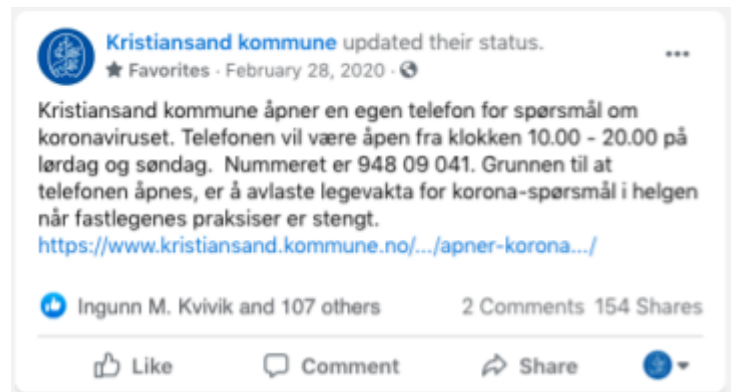 Kristiansand kommune updated their status.
★ Favorites · February 28, 2020 ·
Kristiansand kommune åpner en egen telefon for spørsmål om
koronaviruset. Telefonen vil være åpen fra klokken 10.00 - 20.00 på
lørdag og søndag.  Nummeret er 948 09 041. Grunnen til at
telefonen åpnes, er å avlaste legevakta for korona-spørsmål i helgen
når fastlegenes praksiser er stengt.
https://www.kristiansand.kommune.no/.../apner-korona.../
Ingunn M. Kvivik and 107 others 2 Comments 154 Shares
Like Comment Share